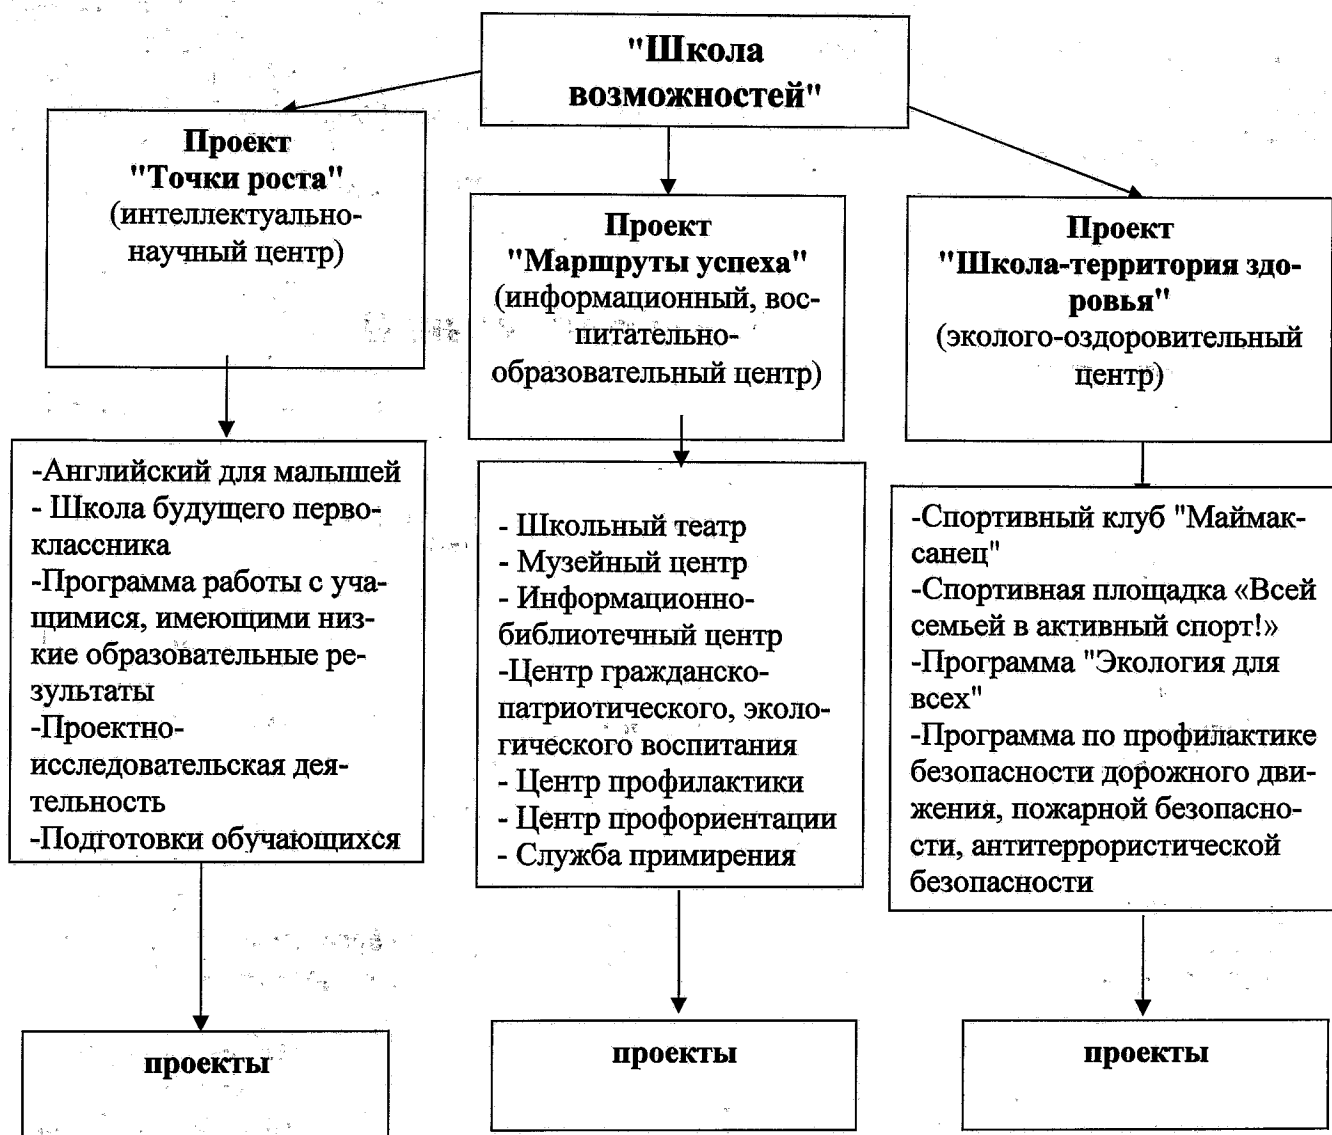 "Школа
возможностей"
Проект
"Точки роста"
(интеллектуально-
научный центр)
Проект
"Маршруты успеха"
(информационный, вос-
питательно-
образовательный центр)
Проект
"Школа-территория здо-
ровья"
(эколого-оздоровительный
центр)
-Английский для малышей
- Школа будущего перво-
классника
-Программа работы с уча-
щимися, имеющими низ-
кие образовательные ре-
зультаты
-Проектно-
исследовательская дея-
тельность
-Подготовки обучающихся
- Школьный театр
- Музейный центр
- Информационно-
библиотечный центр
-Центр гражданско-
патриотического, эколо-
гического воспитания
- Центр профилактики
- Центр профориентации
- Служба примирения
-Спортивный клуб "Маймак-
санец"
-Спортивная площадка «Всей
семьей в активный спорт!»
-Программа "Экология для
всех"
-Программа по профилактике
безопасности дорожного дви-
жения, пожарной безопасно-
сти, антитеррористической
безопасности
проекты
проекты
проекты